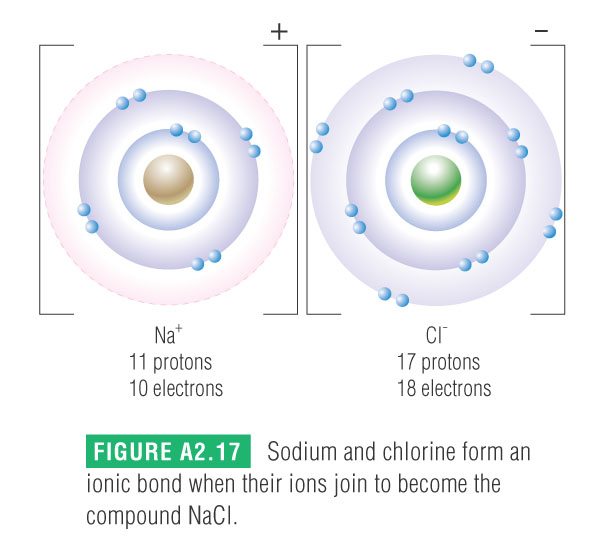 +
−
Na⁺
11 protons
10 electrons
Cl⁻
17 protons
18 electrons
FIGURE A2.17 Sodium and chlorine form an
ionic bond when their ions join to become the
compound NaCl.